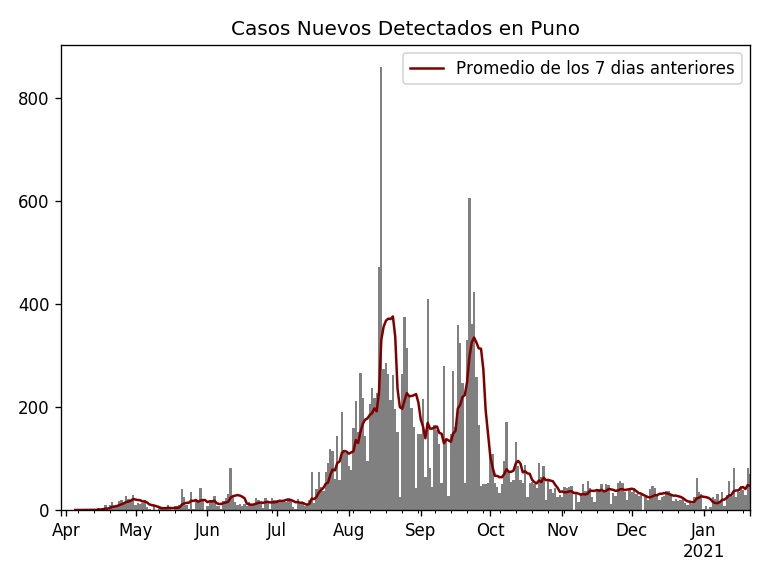 Casos Nuevos Detectados en Puno
Promedio de los 7 dias anteriores
800
600
400
200
0
Apr May Jun Jul Aug Sep Oct Nov Dec Jan
2021